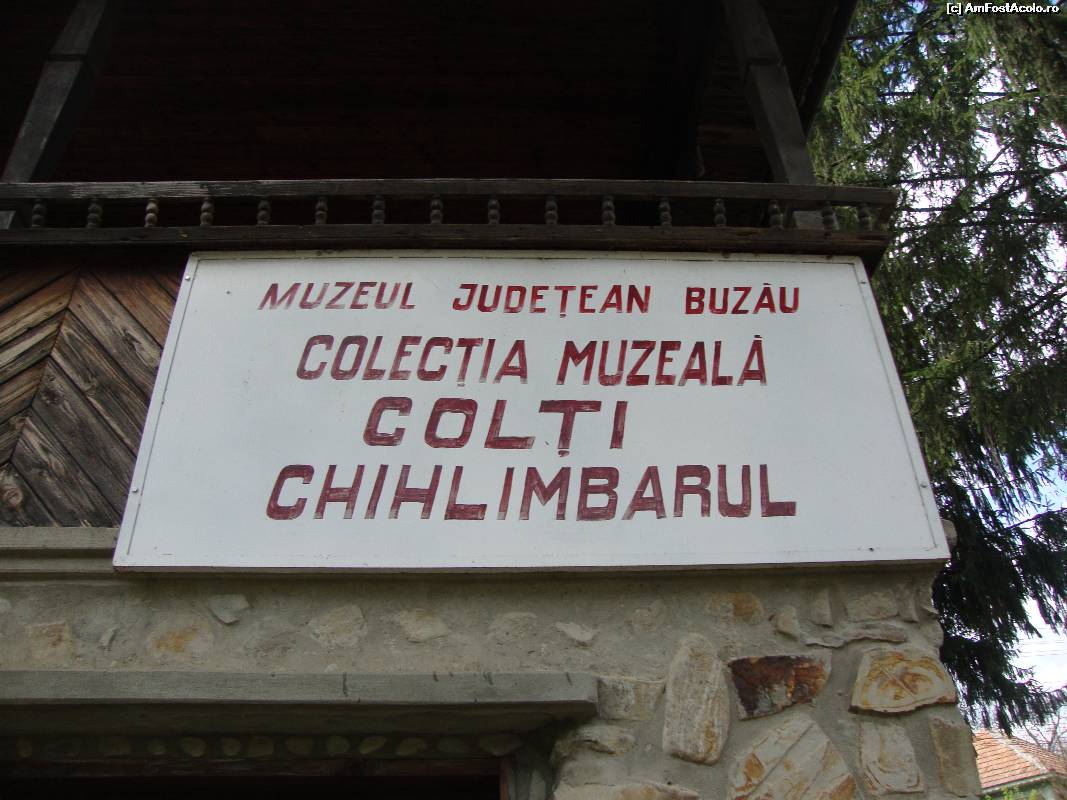 [c] AmFostAcolo.ro
MUZEUL JUDEȚEAN BUZĂU
COLECȚIA MUZEALĂ
COLȚI
CHIHLIMBARUL